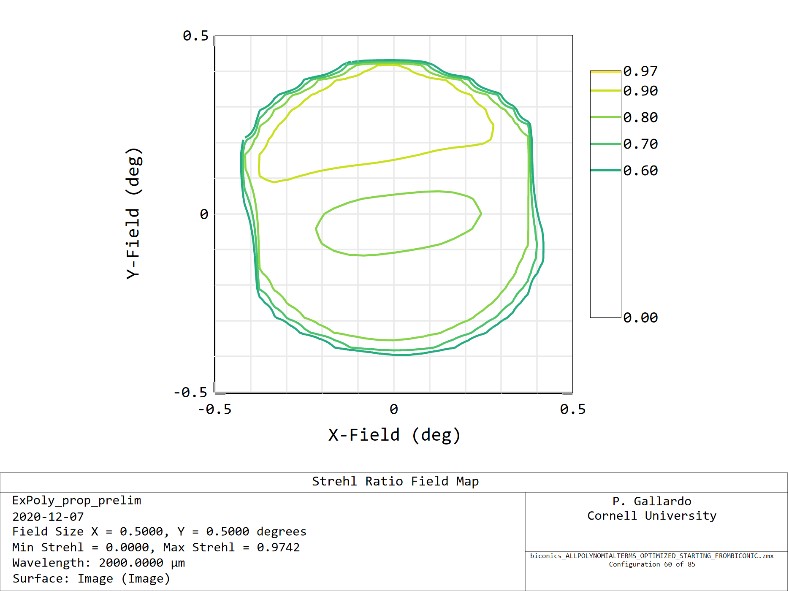 0.5
0
-0.5
Y-Field (deg)
-0.5
0
0.5
X-Field (deg)
0.97
0.90
0.80
0.70
0.60
0.00
Strehl Ratio Field Map
ExPoly_prop_prelim
2020-12-07
Field Size X = 0.5000, Y = 0.5000 degrees
Min Strehl = 0.0000, Max Strehl = 0.9742
Wavelength: 2000.0000 µm
Surface: Image (Image)
P. Gallardo
Cornell University
biconics_ALLPOLYNOMIALTERMS_OPTIMIZED_STARTING_FROMBICONIC.zmx
Configuration 60 of 85